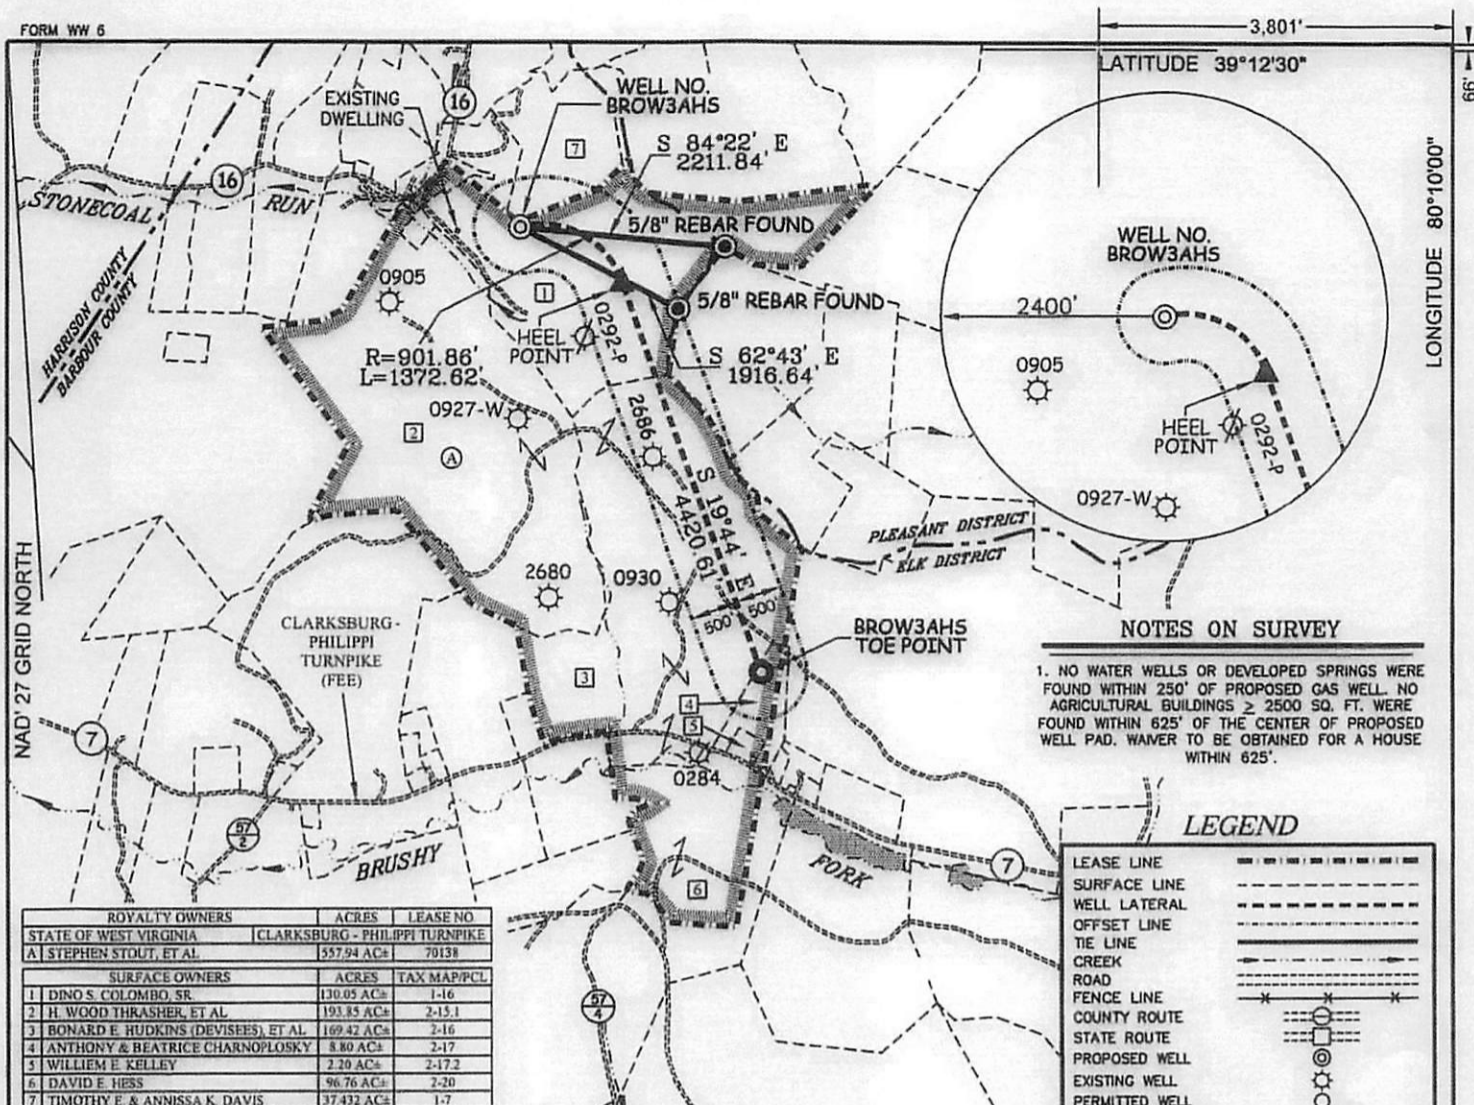 FORM WW 6
3,801'
66'
LATITUDE 39°12'30"
LONGITUDE 80°10'00"
NAD' 27 GRID NORTH
EXISTING
DWELLING
16
WELL NO.
BROW3AHS
7
S 84°22' E
2211.84'
16
STONECOAL RUN
HARRISON COUNTY
BARBOUR COUNTY
5/8" REBAR FOUND
0905
1
5/8" REBAR FOUND
HEEL
POINT
0292-P
R=901.86'
L=1372.62'
S 62°43' E
1916.64'
0927-W
2686
2
A
S 19°44' E
4420.61'
PLEASANT DISTRICT
ELK DISTRICT
2680
0930
500'
500'
BROW3AHS
TOE POINT
CLARKSBURG-
PHILIPPI
TURNPIKE
(FEE)
3
4
5
0284
7
57
2
BRUSHY
FORK
7
6
57
4
WELL NO.
BROW3AHS
2400'
0905
HEEL
POINT
0292-P
0927-W
NOTES ON SURVEY
1. NO WATER WELLS OR DEVELOPED SPRINGS WERE
FOUND WITHIN 250' OF PROPOSED GAS WELL. NO
AGRICULTURAL BUILDINGS ≥ 2500 SQ. FT. WERE
FOUND WITHIN 625' OF THE CENTER OF PROPOSED
WELL PAD. WAIVER TO BE OBTAINED FOR A HOUSE
WITHIN 625'.
LEGEND
LEASE LINE
SURFACE LINE
WELL LATERAL
OFFSET LINE
TIE LINE
CREEK
ROAD
FENCE LINE
COUNTY ROUTE
STATE ROUTE
PROPOSED WELL
EXISTING WELL
PERMITTED WELL
ROYALTY OWNERS ACRES LEASE NO.
STATE OF WEST VIRGINIA CLARKSBURG - PHILIPPI TURNPIKE
A STEPHEN STOUT, ET AL 557.94 AC± 70138
SURFACE OWNERS ACRES TAX MAP/PCL
1 DINO S. COLOMBO, SR. 130.05 AC± 1-16
2 H. WOOD THRASHER, ET AL 193.85 AC± 2-15.1
3 BONARD E. HUDKINS (DEVISEES), ET AL 169.42 AC± 2-16
4 ANTHONY & BEATRICE CHARNOPLOSKY 8.80 AC± 2-17
5 WILLIEM E. KELLEY 2.20 AC± 2-17.2
6 DAVID E. HESS 96.76 AC± 2-20
7 TIMOTHY E. & ANNISSA K. DAVIS 37.432 AC± 1-7